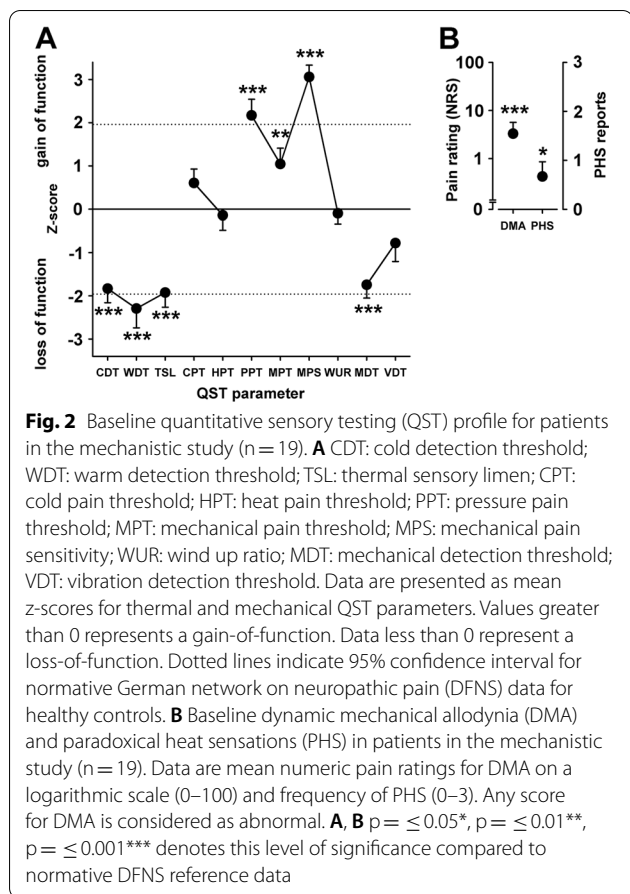 A
B
gain of function
Z-score
loss of function
3
2
1
0
-1
-2
-3
***
***
***
***
**
***
***
CDT WDT TSL CPT HPT PPT MPT MPS WUR MDT VDT
QST parameter
Pain rating (NRS)
100
10
1
0
***
*
3
2
1
0
PHS reports
DMA PHS
Fig. 2 Baseline quantitative sensory testing (QST) profile for patients
in the mechanistic study (n = 19). A CDT: cold detection threshold;
WDT: warm detection threshold; TSL: thermal sensory limen; CPT:
cold pain threshold; HPT: heat pain threshold; PPT: pressure pain
threshold; MPT: mechanical pain threshold; MPS: mechanical pain
sensitivity; WUR: wind up ratio; MDT: mechanical detection threshold;
VDT: vibration detection threshold. Data are presented as mean
z-scores for thermal and mechanical QST parameters. Values greater
than 0 represents a gain-of-function. Data less than 0 represent a
loss-of-function. Dotted lines indicate 95% confidence interval for
normative German network on neuropathic pain (DFNS) data for
healthy controls. B Baseline dynamic mechanical allodynia (DMA)
and paradoxical heat sensations (PHS) in patients in the mechanistic
study (n = 19). Data are mean numeric pain ratings for DMA on a
logarithmic scale (0–100) and frequency of PHS (0–3). Any score
for DMA is considered as abnormal. A, B p = ≤ 0.05*, p = ≤ 0.01**,
p = ≤ 0.001*** denotes this level of significance compared to
normative DFNS reference data